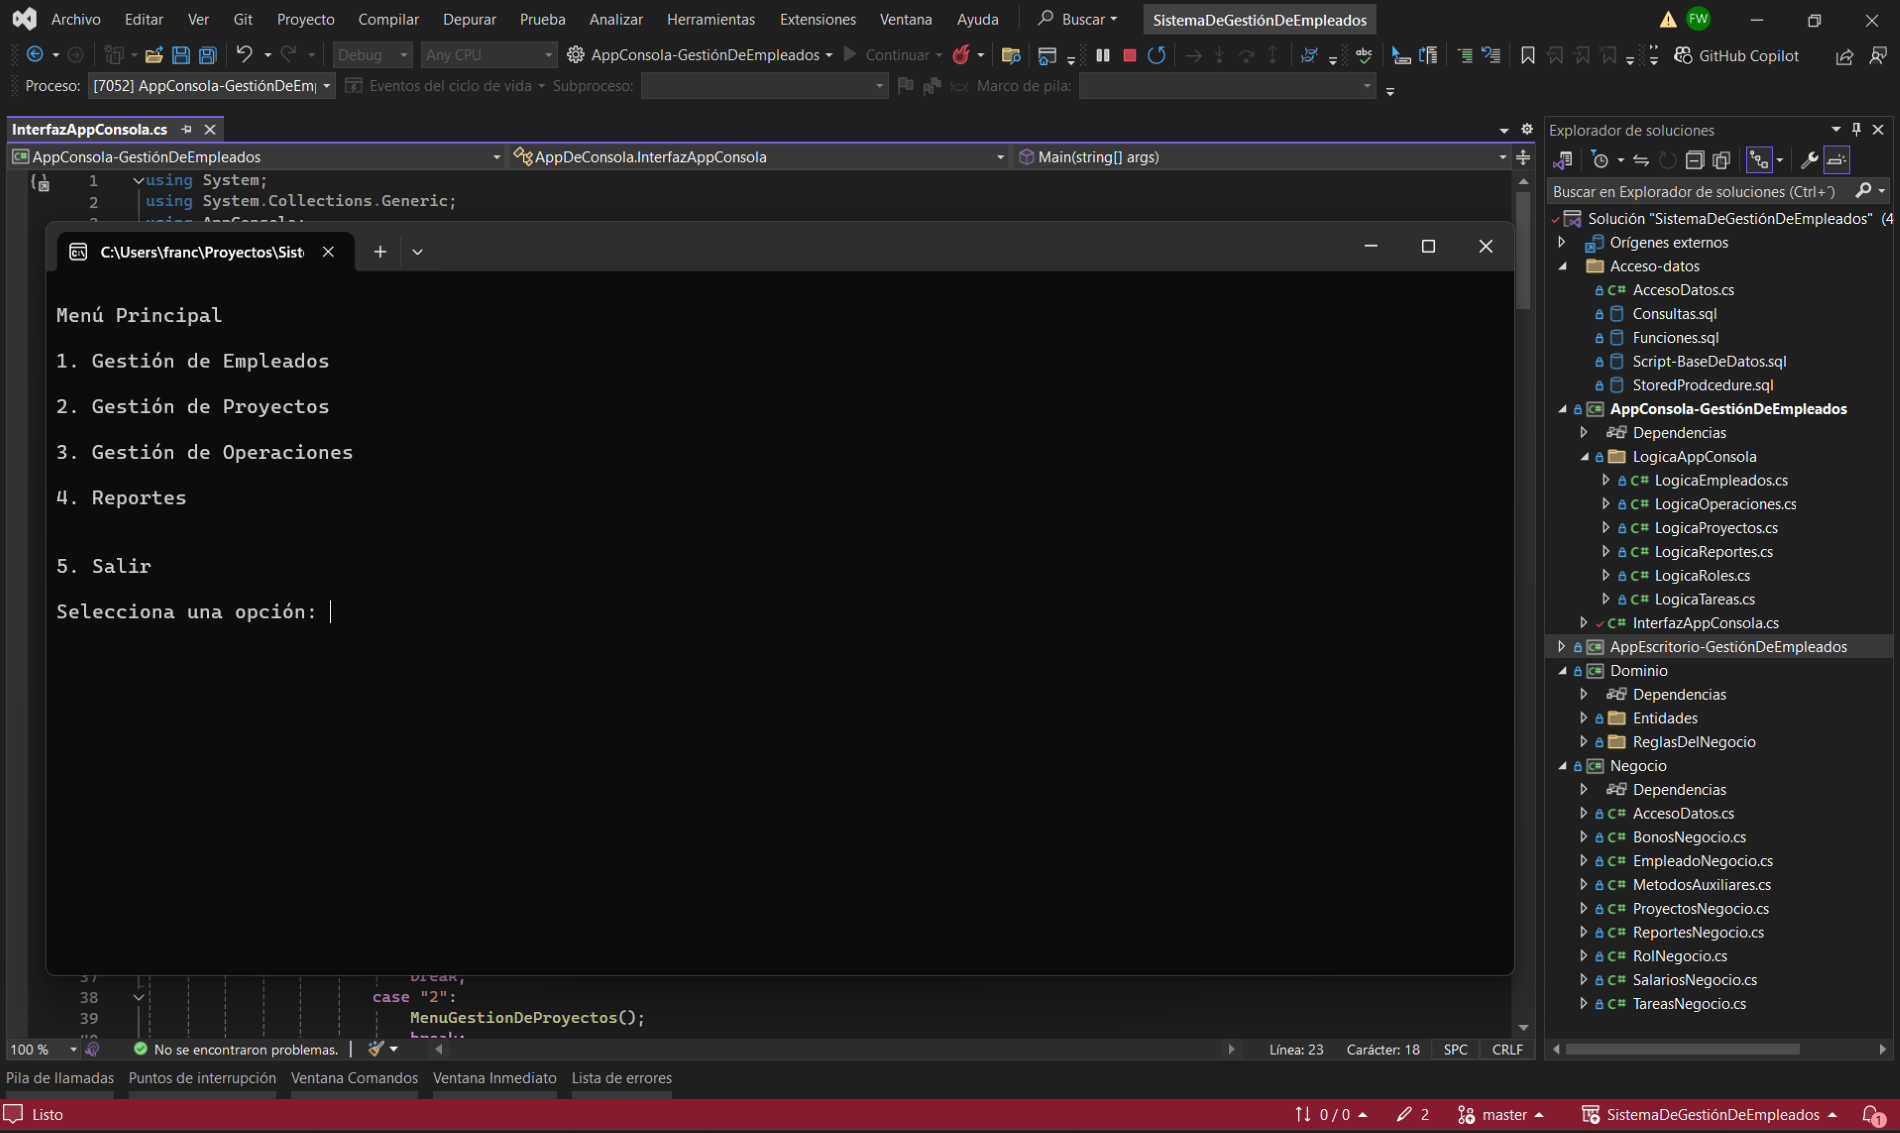 Archivo Editar Ver Git Proyecto Compilar Depurar Prueba Analizar Herramientas Extensiones Ventana Ayuda Buscar SistemaDeGestiónDeEmpleados FW
Debug Any CPU AppConsola-GestiónDeEmpleados Continuar GitHub Copilot
Proceso: [7052] AppConsola-GestiónDeEm Eventos del ciclo de vida Subproceso: Marco de pila:
InterfazAppConsola.cs
AppConsola-GestiónDeEmpleados AppDeConsola.InterfazAppConsola Main(string[] args)
1 using System;
2 using System.Collections.Generic;
3 using AppConsola;
C:\Users\franc\Proyectos\Sist
Menú Principal
1. Gestión de Empleados
2. Gestión de Proyectos
3. Gestión de Operaciones
4. Reportes
5. Salir
Selecciona una opción:
37 break;
38 case "2":
39 MenuGestionDeProyectos();
40 break;
100 % No se encontraron problemas. Línea: 23 Carácter: 18 SPC CRLF
Pila de llamadas Puntos de interrupción Ventana Comandos Ventana Inmediato Lista de errores
Listo 0 / 0 2 master SistemaDeGestiónDeEmpleados 1
Explorador de soluciones
Buscar en Explorador de soluciones (Ctrl+¨)
Solución "SistemaDeGestiónDeEmpleados" (4
Orígenes externos
Acceso-datos
C# AccesoDatos.cs
Consultas.sql
Funciones.sql
Script-BaseDeDatos.sql
StoredProdcedure.sql
C# AppConsola-GestiónDeEmpleados
Dependencias
LogicaAppConsola
C# LogicaEmpleados.cs
C# LogicaOperaciones.cs
C# LogicaProyectos.cs
C# LogicaReportes.cs
C# LogicaRoles.cs
C# LogicaTareas.cs
C# InterfazAppConsola.cs
C# AppEscritorio-GestiónDeEmpleados
C# Dominio
Dependencias
Entidades
ReglasDelNegocio
C# Negocio
Dependencias
C# AccesoDatos.cs
C# BonosNegocio.cs
C# EmpleadoNegocio.cs
C# MetodosAuxiliares.cs
C# ProyectosNegocio.cs
C# ReportesNegocio.cs
C# RolNegocio.cs
C# SalariosNegocio.cs
C# TareasNegocio.cs